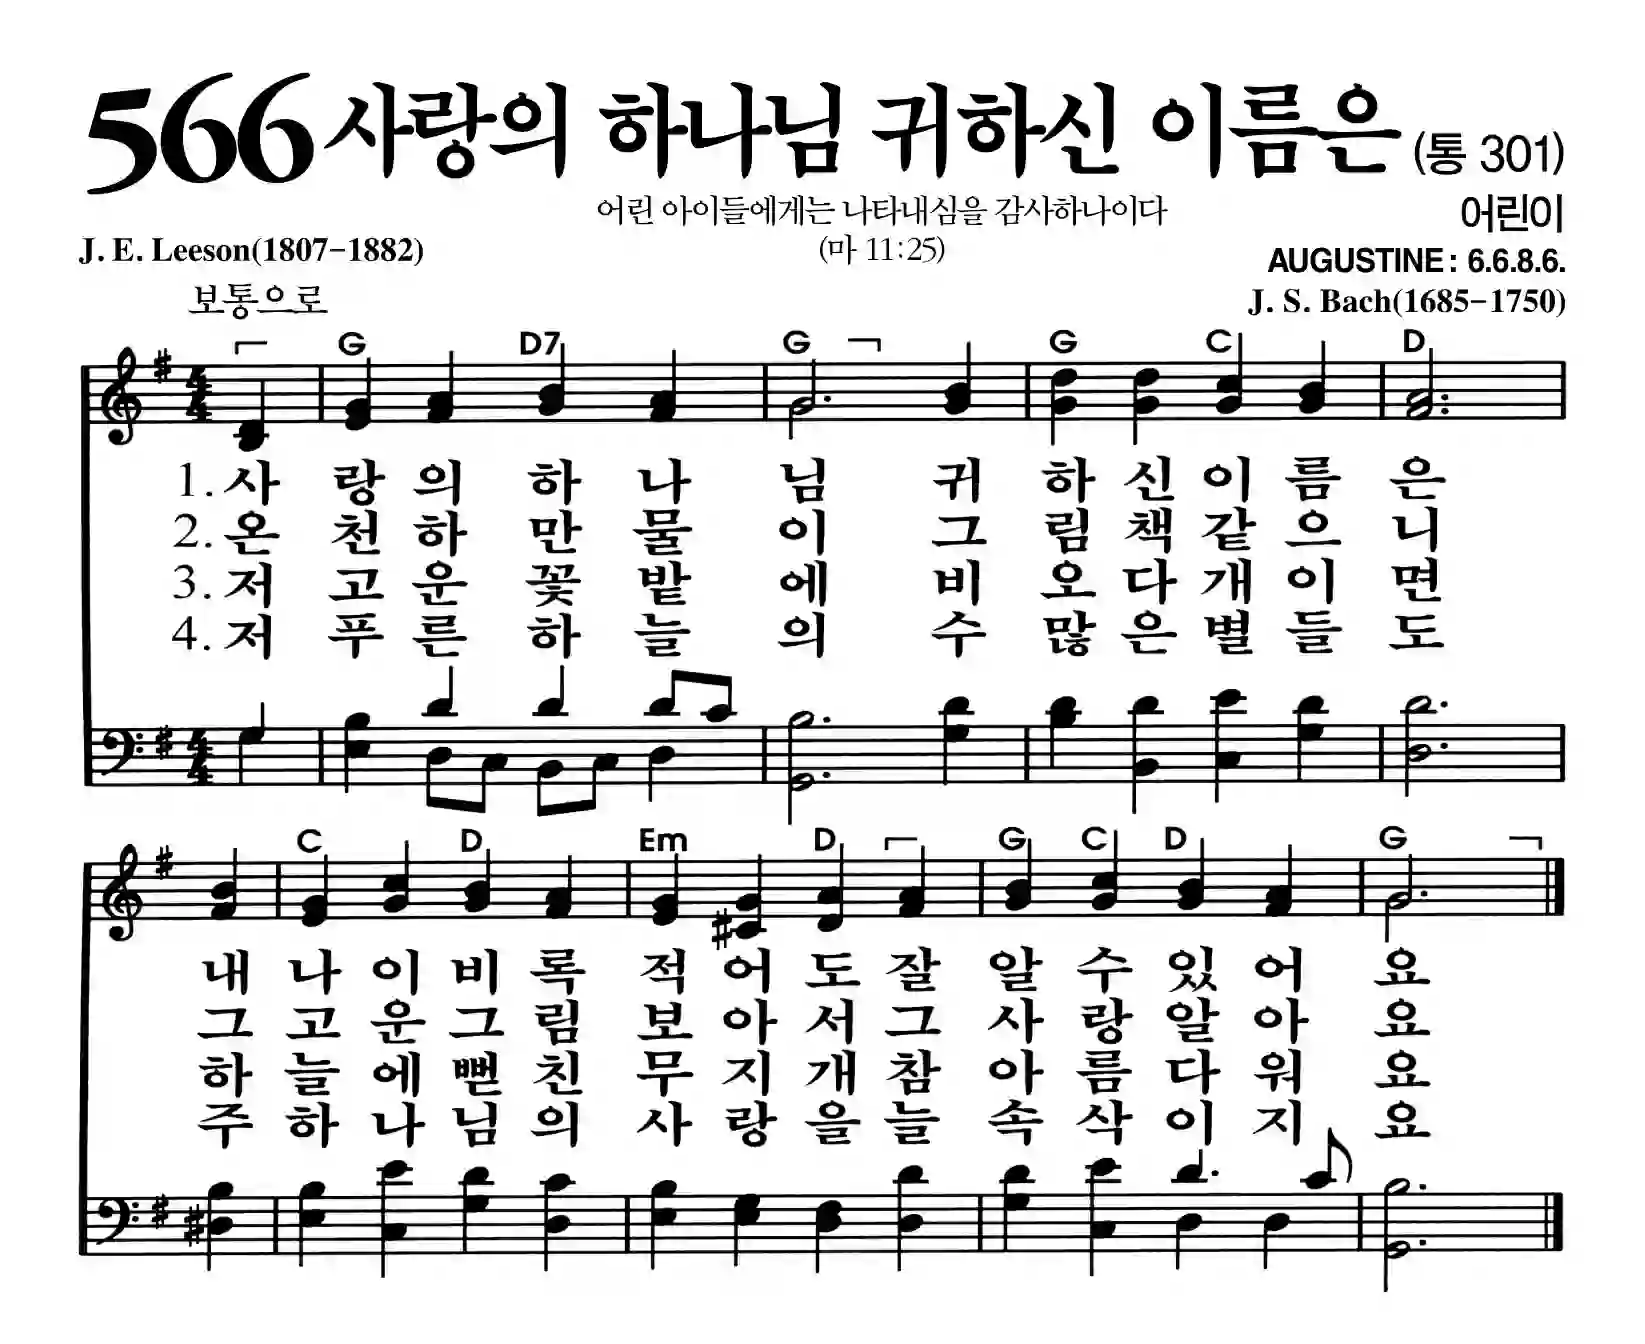 566 사랑의 하나님 귀하신 이름은 (통 301)
어린 아이들에게는 나타내심을 감사하나이다
어린이
J. E. Leeson(1807-1882)
(마 11:25)
AUGUSTINE: 6.6.8.6.
보통으로
J. S. Bach(1685-1750)
G D7 G G C D
1. 사 랑 의 하 나 님 귀 하 신 이 름 은
2. 온 천 하 만 물 이 그 림 책 같 으 니
3. 저 고 운 꽃 밭 에 비 오 다 개 이 면
4. 저 푸 른 하 늘 의 수 많 은 별 들 도
C D Em D G C D G
내 나 이 비 록 적 어 도 잘 알 수 있 어 요
그 고 운 그 림 보 아 서 그 사 랑 알 아 요
하 늘 에 뻗 친 무 지 개 참 아 름 다 워 요
주 하 나 님 의 사 랑 을 늘 속 삭 이 지 요